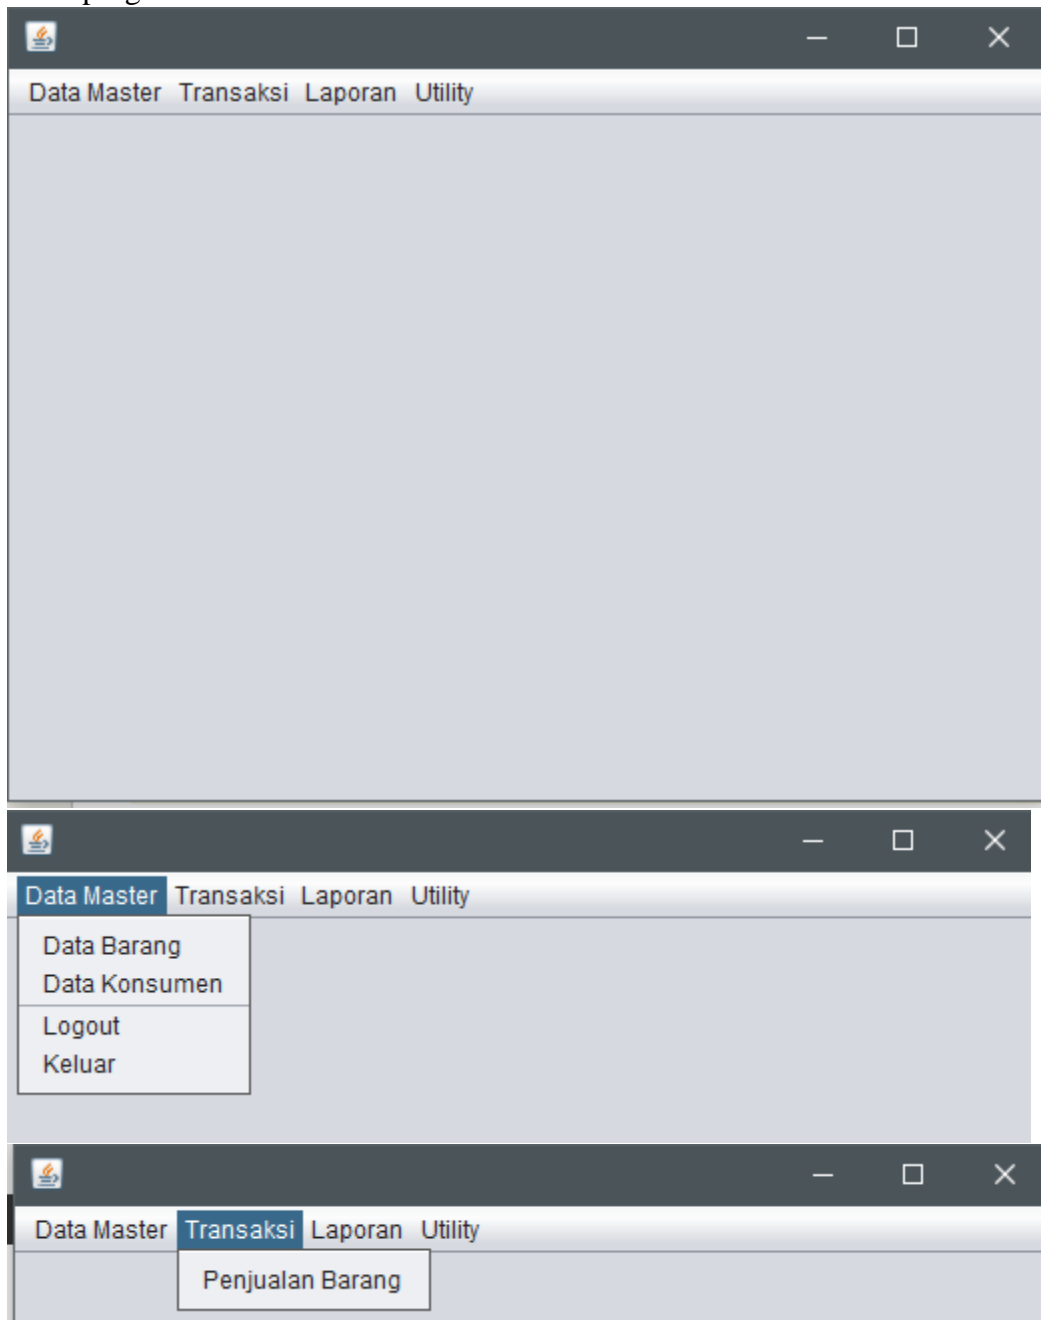 Data Master Transaksi Laporan Utility
Data Master Transaksi Laporan Utility
Data Barang
Data Konsumen
Logout
Keluar
Data Master Transaksi Laporan Utility
Penjualan Barang